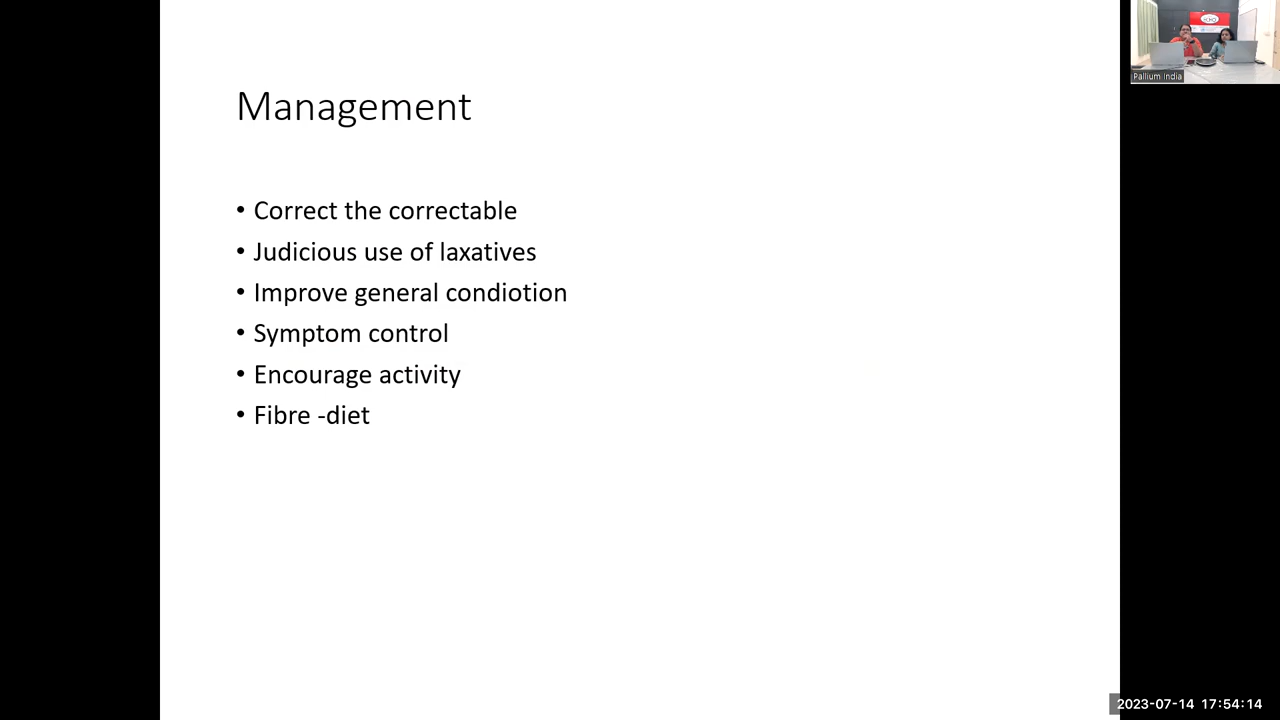 Management
• Correct the correctable
• Judicious use of laxatives
• Improve general condiotion
• Symptom control
• Encourage activity
• Fibre -diet
Pallium India
2023-07-14 17:54:14